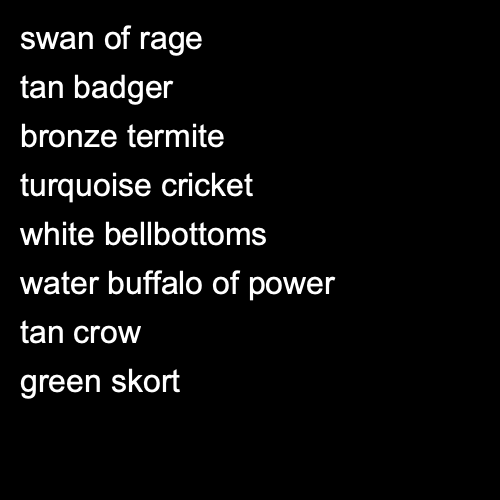 swan of rage
tan badger
bronze termite
turquoise cricket
white bellbottoms
water buffalo of power
tan crow
green skort